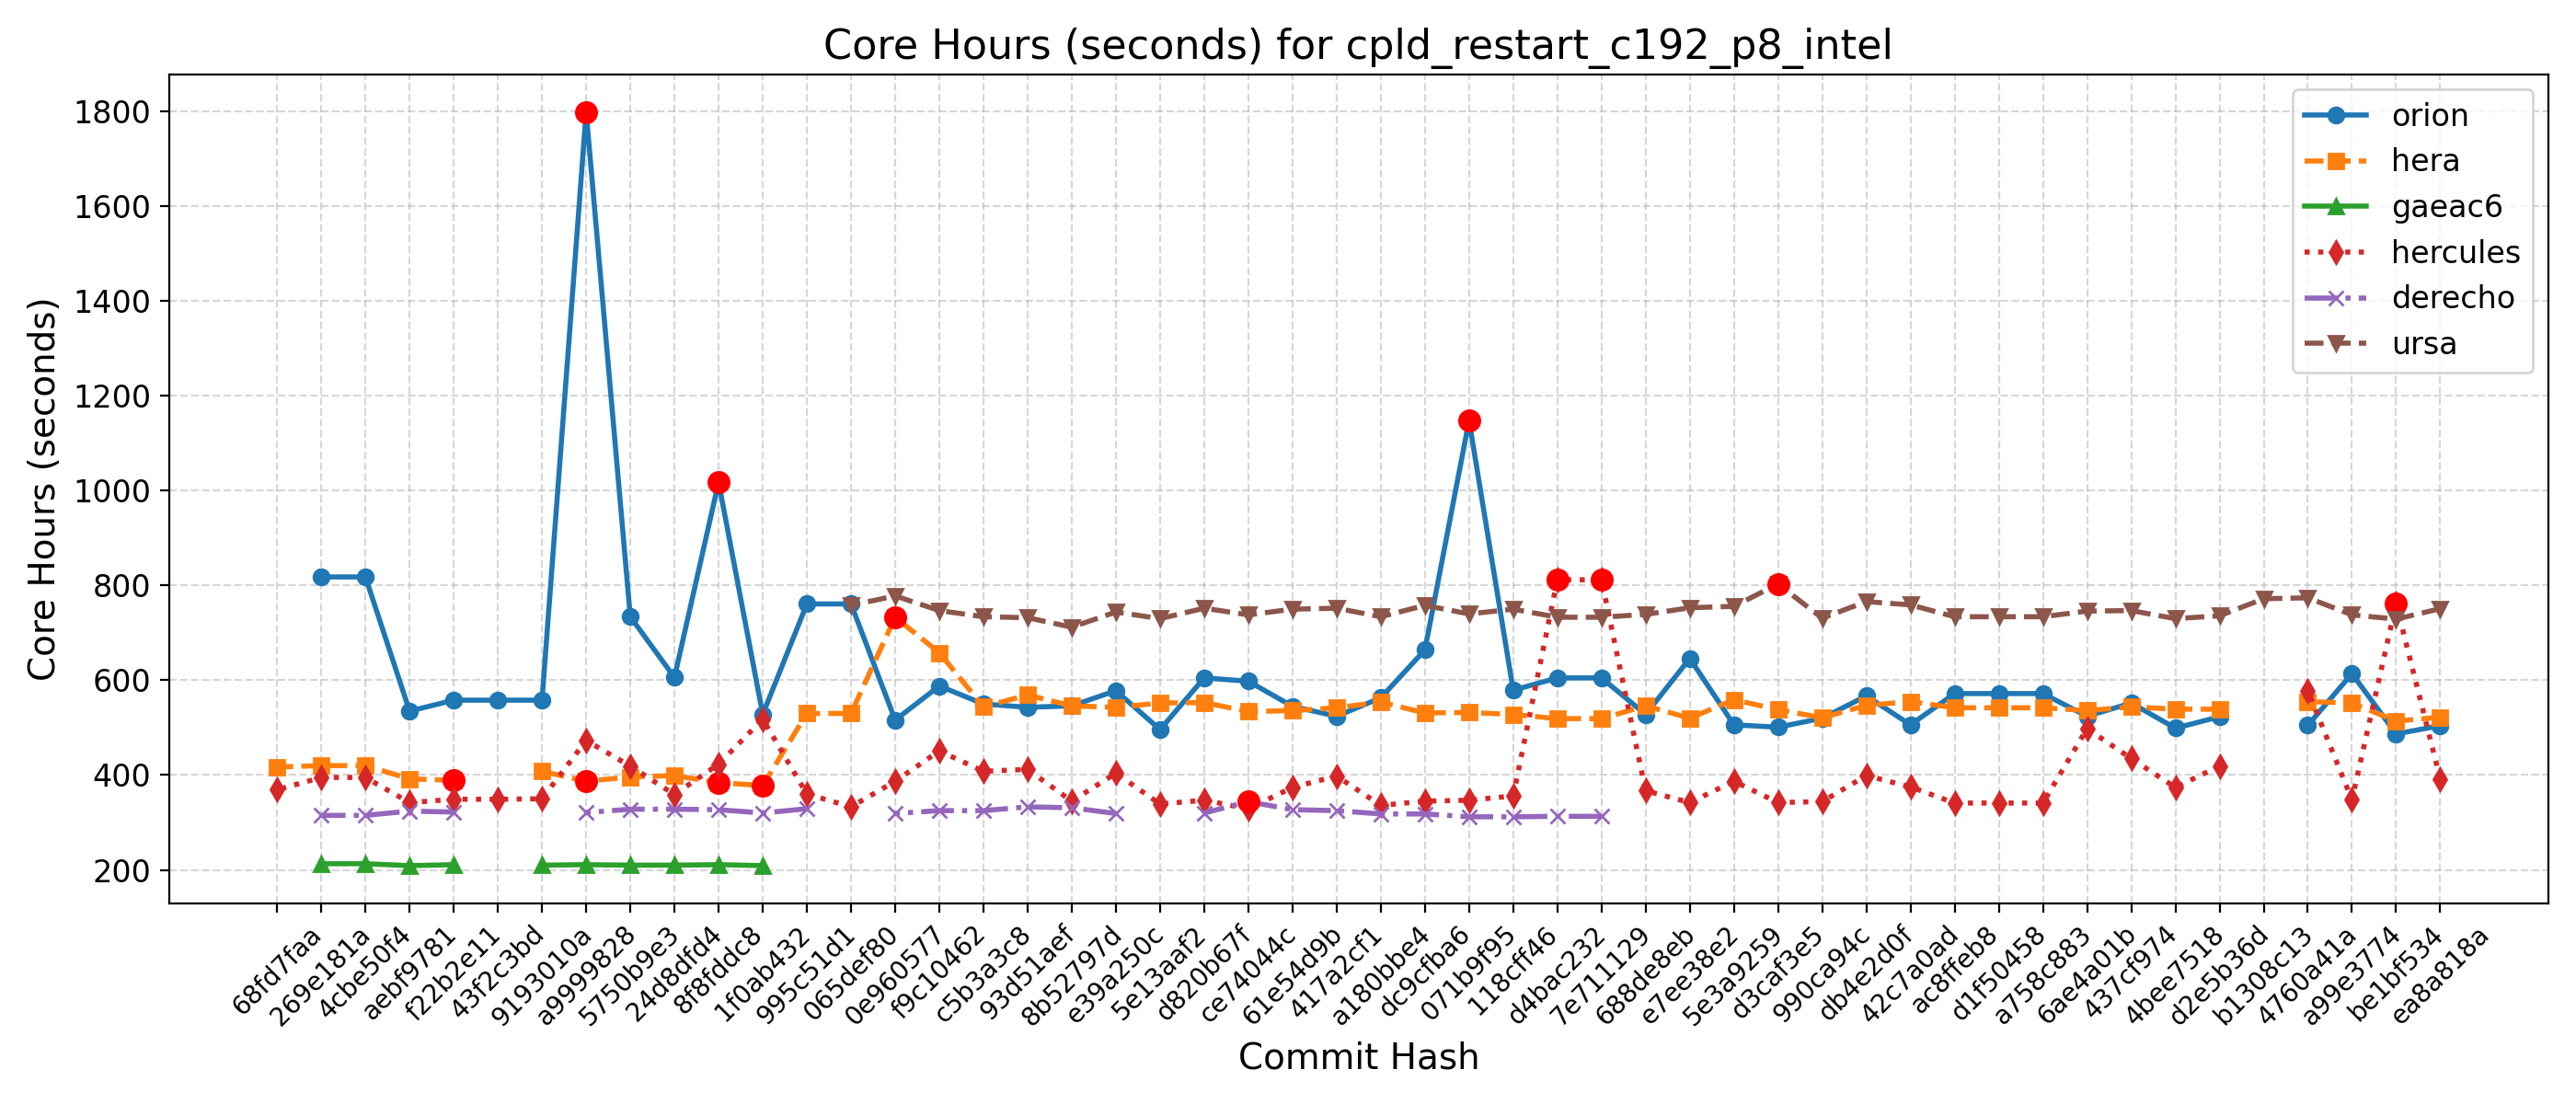 Core Hours (seconds) for cpld_restart_c192_p8_intel
Core Hours (seconds)
1800
1600
1400
1200
1000
800
600
400
200
orion
hera
gaeac6
hercules
derecho
ursa
68fd7faa
269e181a
4cbe50f4
aebf9781
f22b2e11
43f2c3bd
9193010a
a9999828
5750b9e3
24d8dfd4
8f8fddc8
1f0ab432
995c51d1
065def80
0e960577
f9c10462
c5b3a3c8
93d51aef
8b52797d
e39a250c
5e13aaf2
d820b67f
ce74044c
61e54d9b
417a2cf1
a180bbe4
dc9cfba6
071b9f95
118cff46
d4bac232
7e711129
688de8eb
e7ee38e2
5e3a9259
d3caf3e5
990ca94c
db4e2d0f
42c7a0ad
ac8ffeb8
d1f50458
a758c883
6ae4a01b
437cf974
4bee7518
d2e5b36d
b1308c13
4760a41a
a99e3774
be1bf534
ea8a818a
Commit Hash